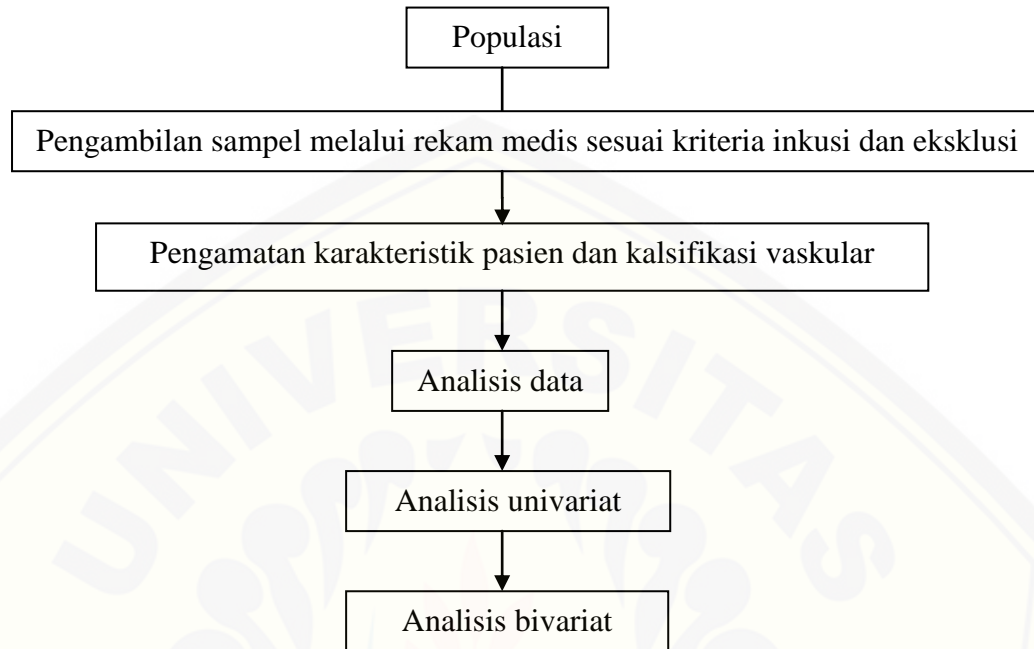 Populasi
Pengambilan sampel melalui rekam medis sesuai kriteria inkusi dan eksklusi
Pengamatan karakteristik pasien dan kalsifikasi vaskular
UNIVERSITAS
Analisis data
Analisis univariat
Analisis bivariat